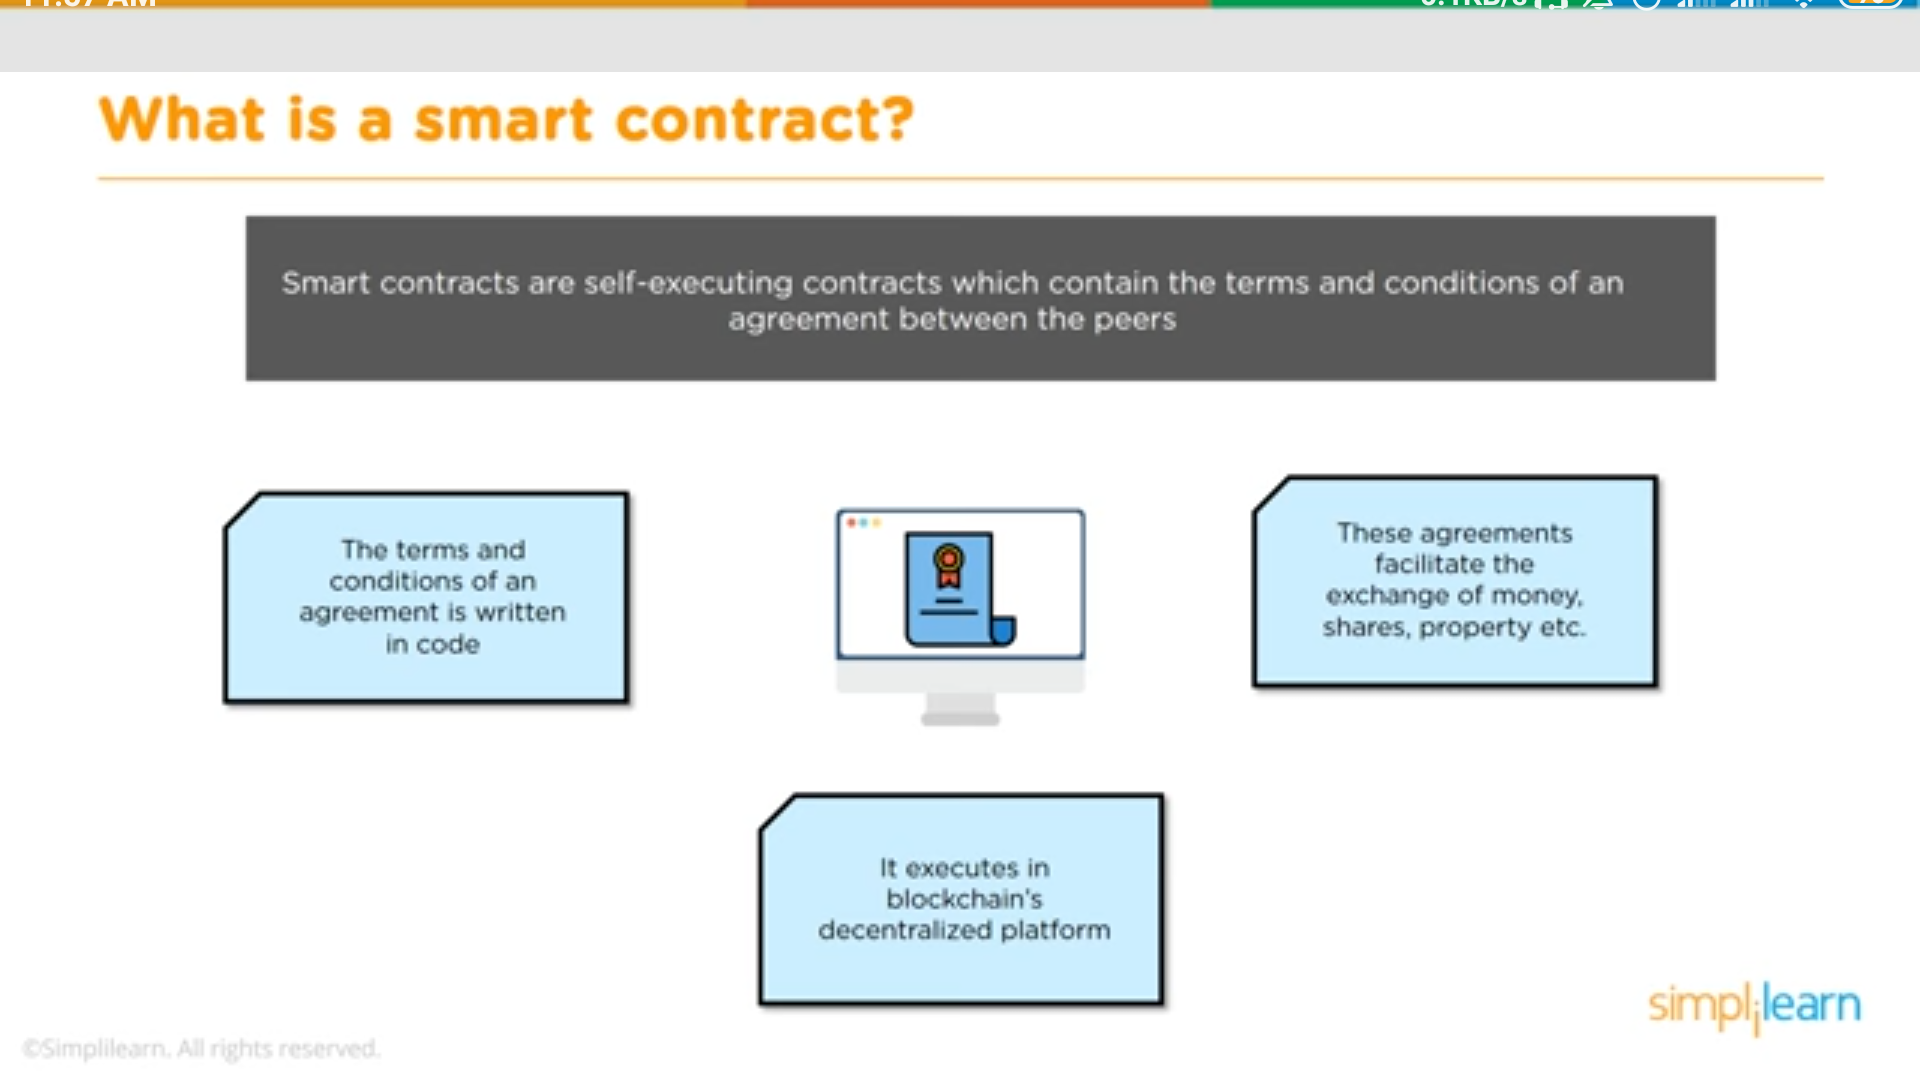 What is a smart contract?
Smart contracts are self-executing contracts which contain the terms and conditions of an
agreement between the peers
The terms and
conditions of an
agreement is written
in code
These agreements
facilitate the
exchange of money,
shares, property etc.
It executes in
blockchain's
decentralized platform
simplilearn
©Simplilearn. All rights reserved.